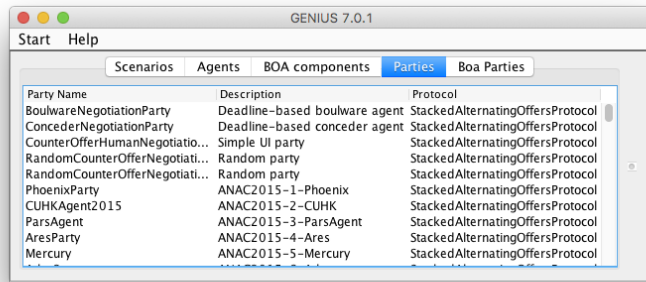 GENIUS 7.0.1
Start Help
Scenarios Agents BOA components Parties Boa Parties
Party Name Description Protocol
BoulwareNegotiationParty Deadline-based boulware agent StackedAlternatingOffersProtocol
ConcederNegotiationParty Deadline-based conceder agent StackedAlternatingOffersProtocol
CounterOfferHumanNegotiatio... Simple UI party StackedAlternatingOffersProtocol
RandomCounterOfferNegotiati... Random party StackedAlternatingOffersProtocol
RandomCounterOfferNegotiati... Random party StackedAlternatingOffersProtocol
PhoenixParty ANAC2015-1-Phoenix StackedAlternatingOffersProtocol
CUHKAgent2015 ANAC2015-2-CUHK StackedAlternatingOffersProtocol
ParsAgent ANAC2015-3-ParsAgent StackedAlternatingOffersProtocol
AresParty ANAC2015-4-Ares StackedAlternatingOffersProtocol
Mercury ANAC2015-5-Mercury StackedAlternatingOffersProtocol